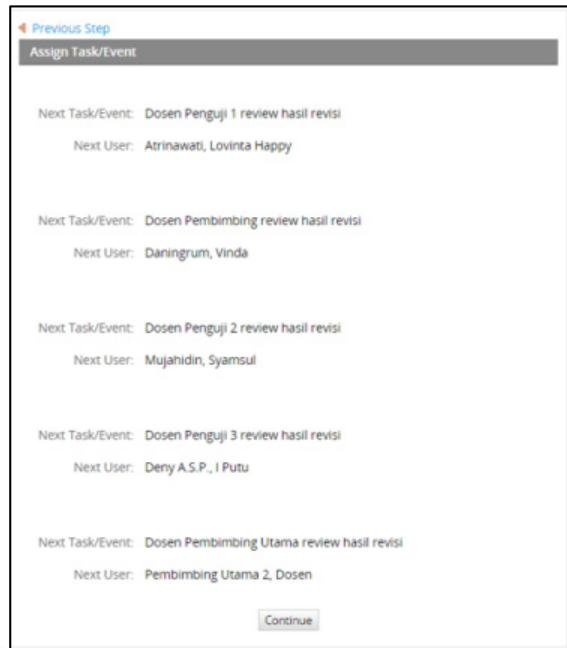 Previous Step
Assign Task/Event
Next Task/Event: Dosen Penguji 1 review hasil revisi
Next User: Atrinawati, Lovinta Happy
Next Task/Event: Dosen Pembimbing review hasil revisi
Next User: Daningrum, Vinda
Next Task/Event: Dosen Penguji 2 review hasil revisi
Next User: Mujahidin, Syamsul
Next Task/Event: Dosen Penguji 3 review hasil revisi
Next User: Deny A.S.P., I Putu
Next Task/Event: Dosen Pembimbing Utama review hasil revisi
Next User: Pembimbing Utama 2, Dosen
Continue